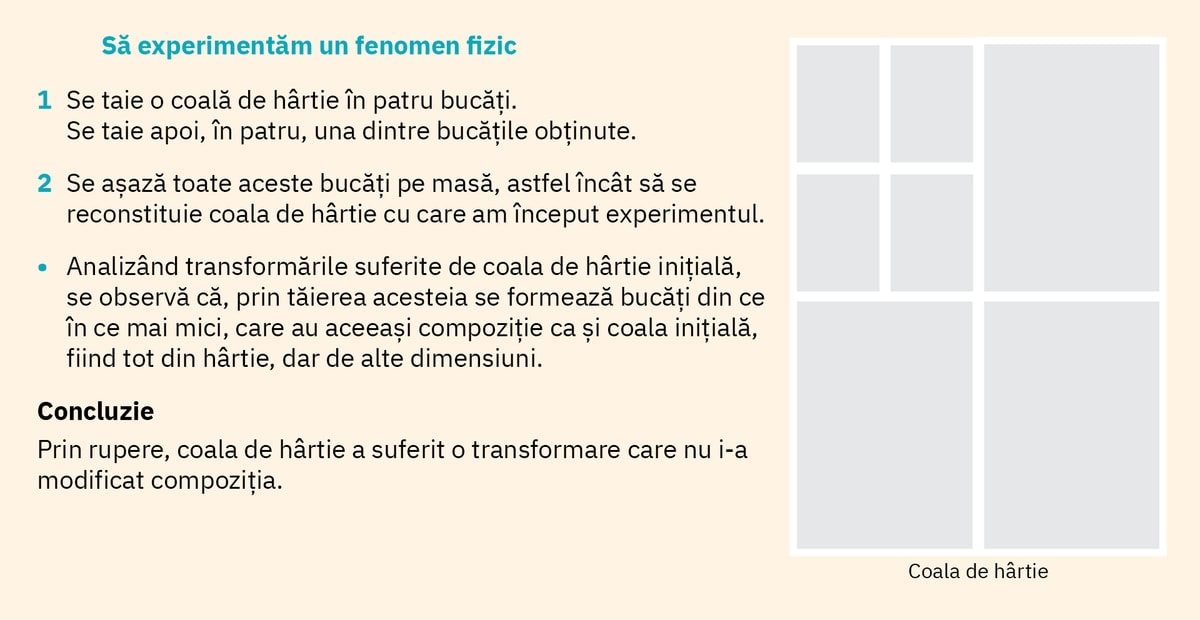 Să experimentăm un fenomen fizic
1 Se taie o coală de hârtie în patru bucăți.
Se taie apoi, în patru, una dintre bucățile obținute.
2 Se așază toate aceste bucăți pe masă, astfel încât să se
reconstituie coala de hârtie cu care am început experimentul.
• Analizând transformările suferite de coala de hârtie inițială,
se observă că, prin tăierea acesteia se formează bucăți din ce
în ce mai mici, care au aceeași compoziție ca și coala inițială,
fiind tot din hârtie, dar de alte dimensiuni.
Concluzie
Prin rupere, coala de hârtie a suferit o transformare care nu i-a
modificat compoziția.
Coala de hârtie